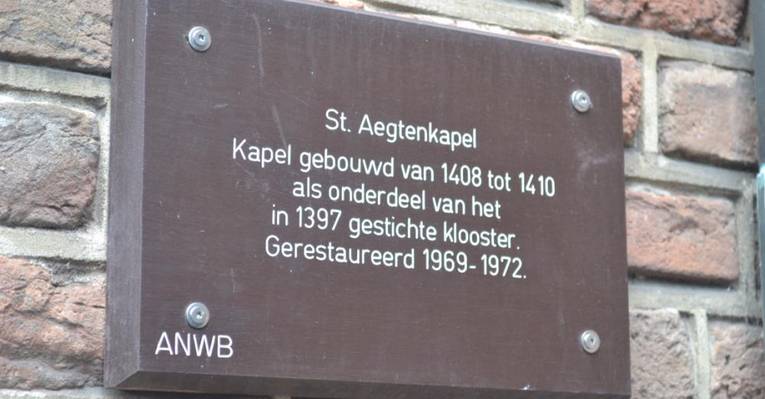 St. Aegtenkapel
Kapel gebouwd van 1408 tot 1410
als onderdeel van het
in 1397 gestichte klooster.
Gerestaureerd 1969-1972.
ANWB